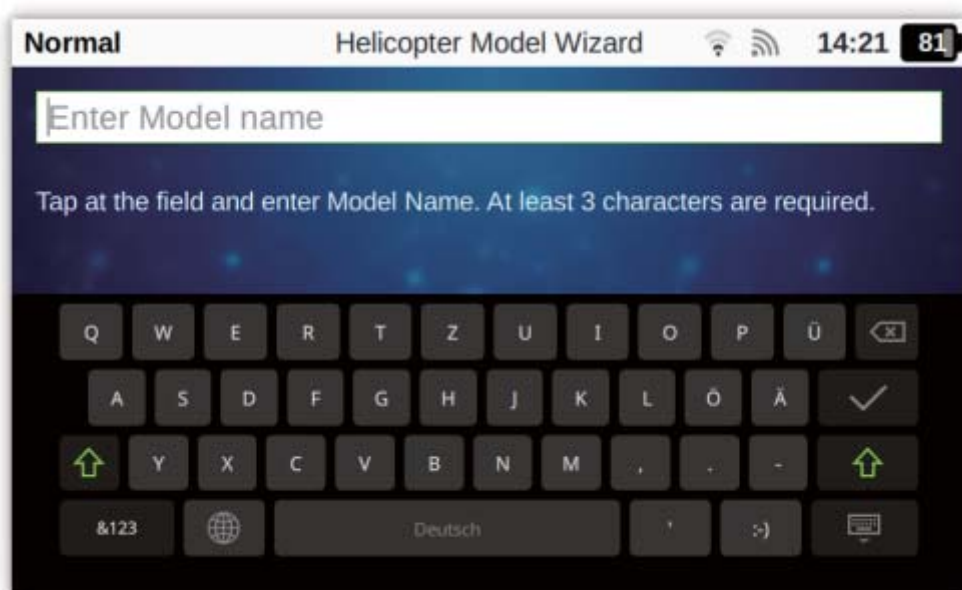 Normal Helicopter Model Wizard 14:21 81
Enter Model name
Tap at the field and enter Model Name. At least 3 characters are required.
Q W E R T Z U I O P Ü
A S D F G H J K L Ö Ä
Y X C V B N M , . -
&123 Deutsch ' :-)